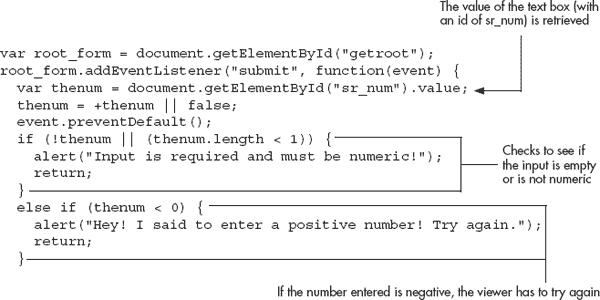 The value of the text box (with
an id of sr_num) is retrieved
var root_form = document.getElementById("getroot");
root_form.addEventListener("submit", function(event) {
  var thenum = document.getElementById("sr_num").value;
  thenum = +thenum || false;
  event.preventDefault();
  if (!thenum || (thenum.length < 1)) {
    alert("Input is required and must be numeric!");
    return;
  }
Checks to see if
the input is empty
or is not numeric
  else if (thenum < 0) {
    alert("Hey! I said to enter a positive number! Try again.");
    return;
  }
If the number entered is negative, the viewer has to try again